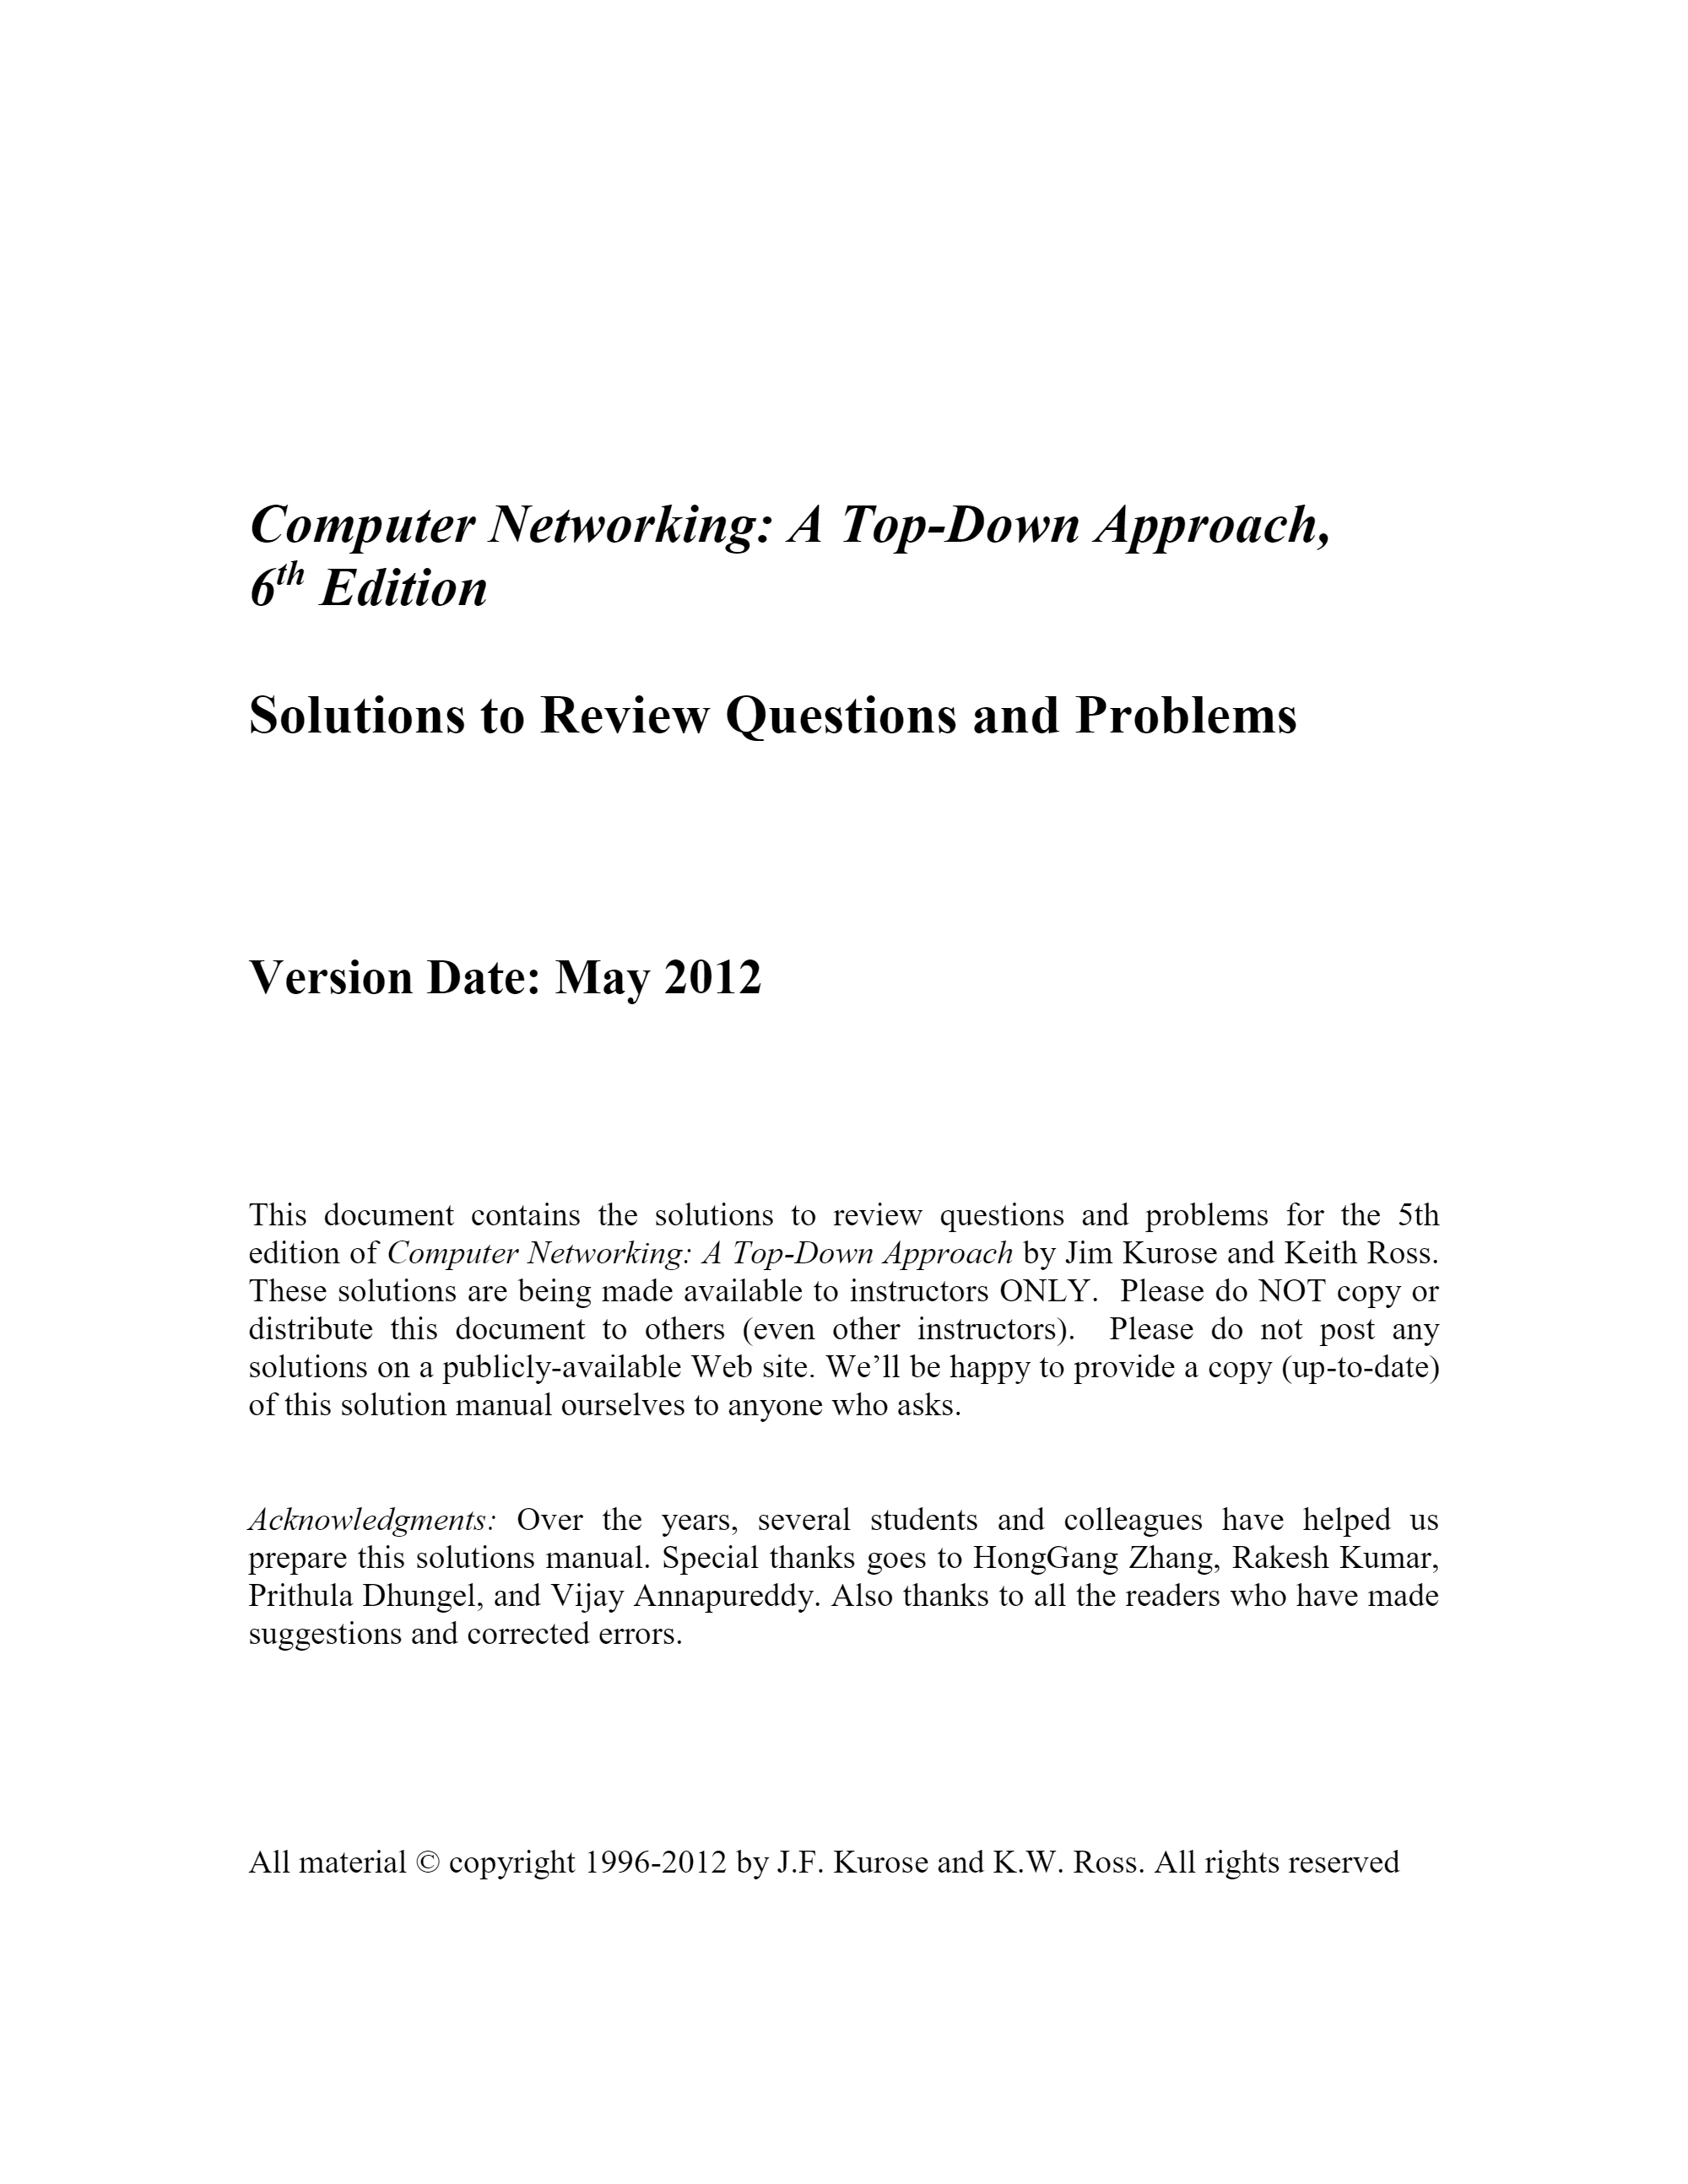 Computer Networking: A Top-Down Approach,
6th Edition
Solutions to Review Questions and Problems
Version Date: May 2012
This document contains the solutions to review questions and problems for the 5th
edition of Computer Networking: A Top-Down Approach by Jim Kurose and Keith Ross.
These solutions are being made available to instructors ONLY.  Please do NOT copy or
distribute this document to others (even other instructors).  Please do not post any
solutions on a publicly-available Web site. We’ll be happy to provide a copy (up-to-date)
of this solution manual ourselves to anyone who asks.
Acknowledgments: Over the years, several students and colleagues have helped us
prepare this solutions manual. Special thanks goes to HongGang Zhang, Rakesh Kumar,
Prithula Dhungel, and Vijay Annapureddy. Also thanks to all the readers who have made
suggestions and corrected errors.
All material © copyright 1996-2012 by J.F. Kurose and K.W. Ross. All rights reserved